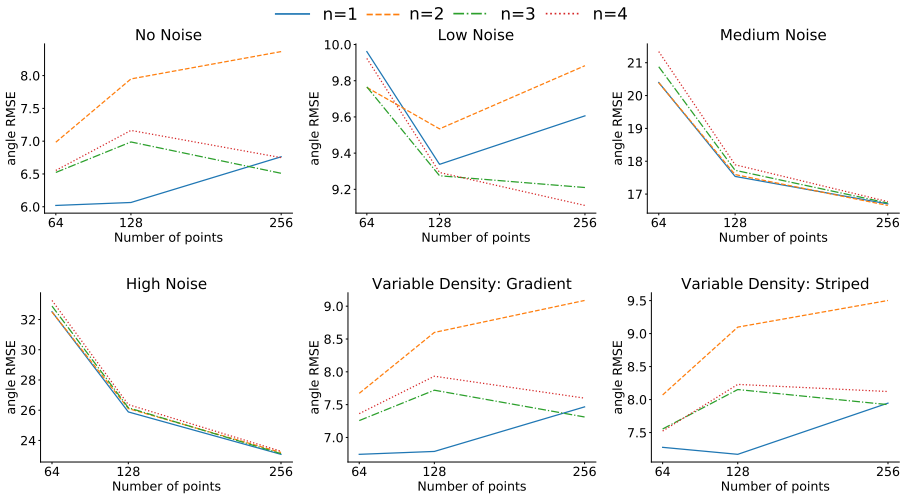 n=1 n=2 n=3 n=4
No Noise
angle RMSE
8.0
7.5
7.0
6.5
6.0
64 128 256
Number of points
Low Noise
angle RMSE
10.0
9.8
9.6
9.4
9.2
64 128 256
Number of points
Medium Noise
angle RMSE
21
20
19
18
17
64 128 256
Number of points
High Noise
angle RMSE
32
30
28
26
24
64 128 256
Number of points
Variable Density: Gradient
angle RMSE
9.0
8.5
8.0
7.5
7.0
64 128 256
Number of points
Variable Density: Striped
angle RMSE
9.5
9.0
8.5
8.0
7.5
64 128 256
Number of points